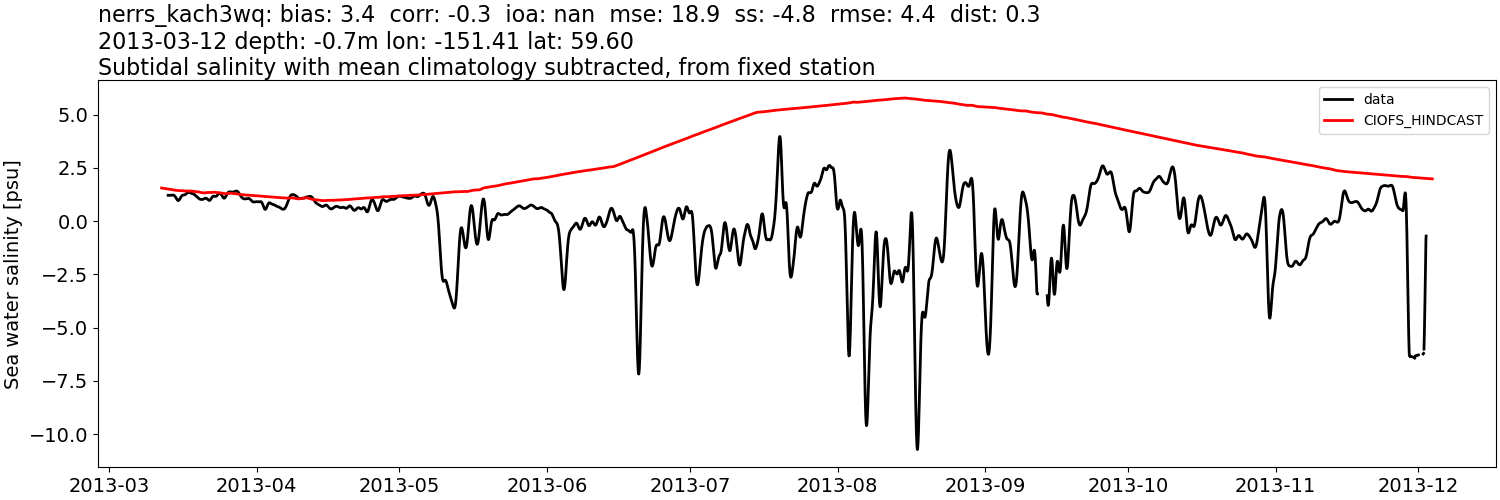 nerrs_kach3wq: bias: 3.4  corr: -0.3  ioa: nan  mse: 18.9  ss: -4.8  rmse: 4.4  dist: 0.3
2013-03-12 depth: -0.7m lon: -151.41 lat: 59.60
Subtidal salinity with mean climatology subtracted, from fixed station
data
CIOFS_HINDCAST
Sea water salinity [psu]
5.0
2.5
0.0
−2.5
−5.0
−7.5
−10.0
2013-03 2013-04 2013-05 2013-06 2013-07 2013-08 2013-09 2013-10 2013-11 2013-12